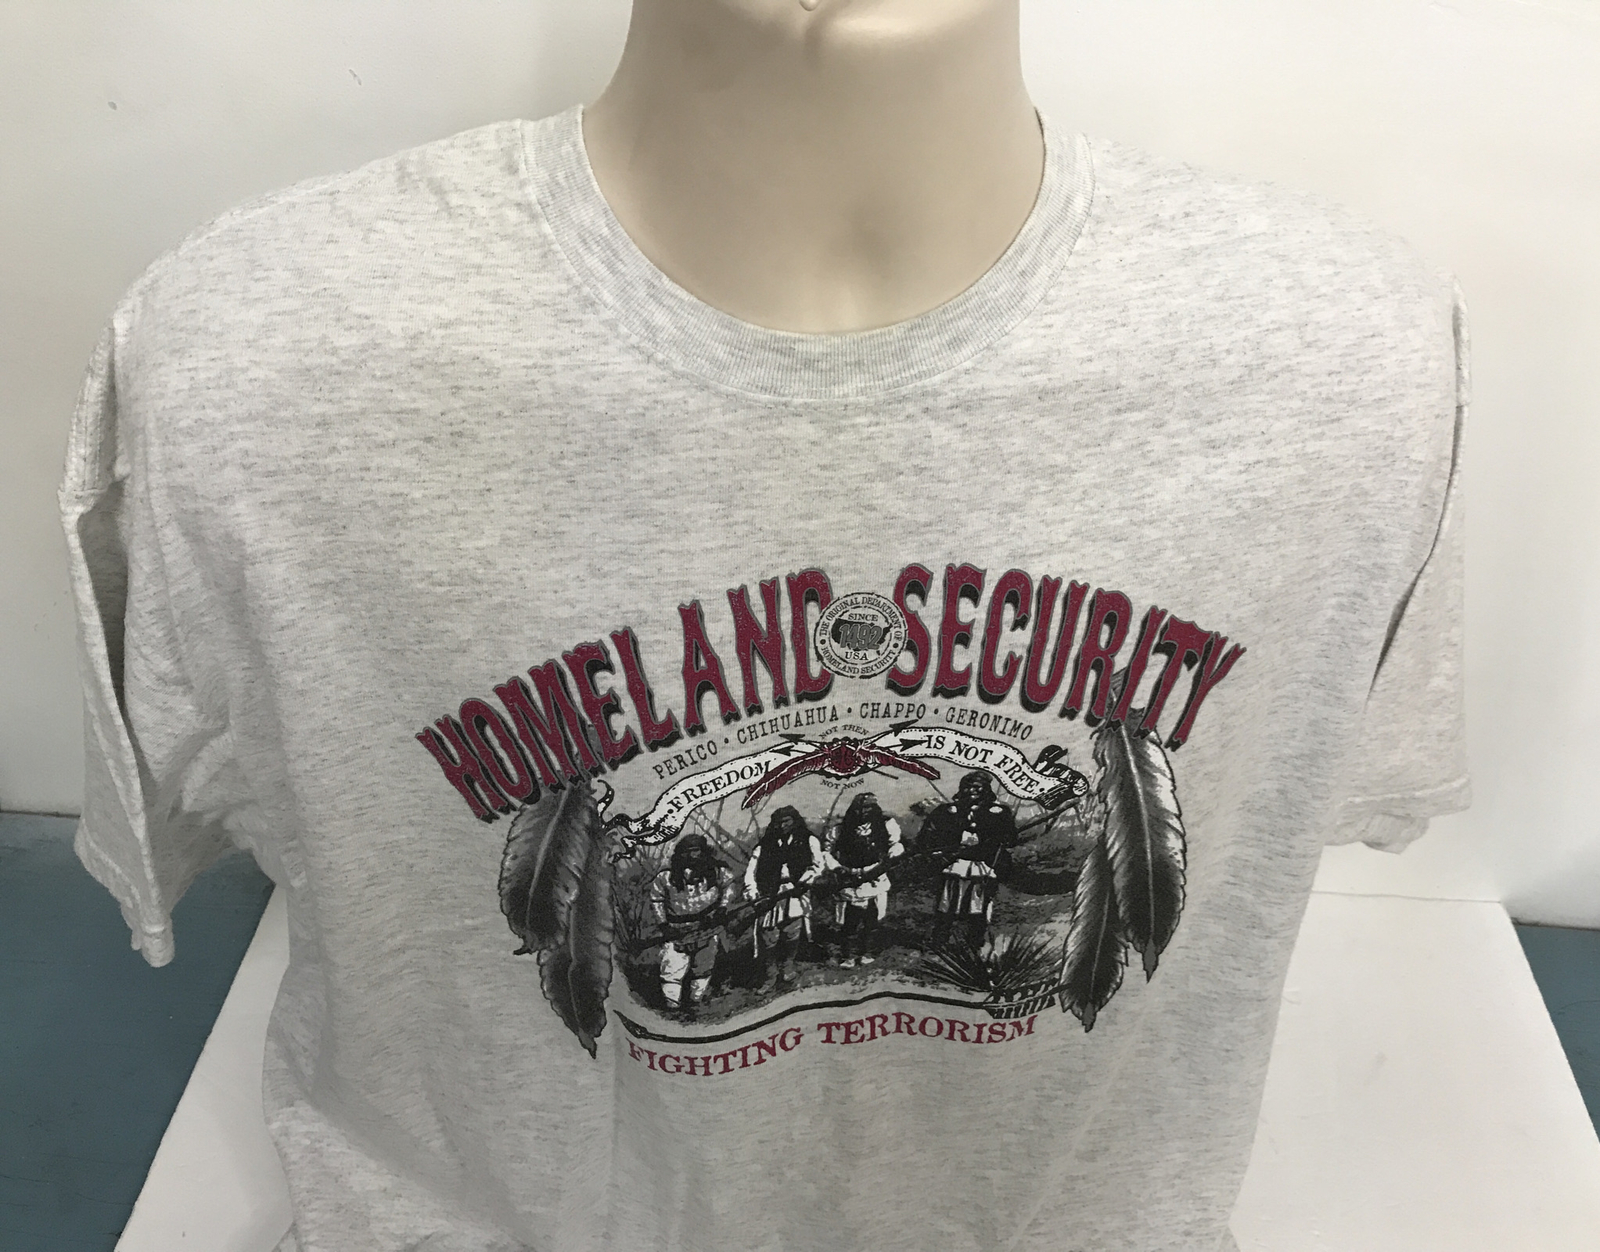 HOMELAND SECURITY
THE ORIGINAL DEPARTMENT OF
SINCE
1492
USA
HOMELAND SECURITY
PERICO • CHIHUAHUA • CHAPPO • GERONIMO
NOT THEN
•FREEDOM IS NOT FREE•
NOT NOW
FIGHTING TERRORISM